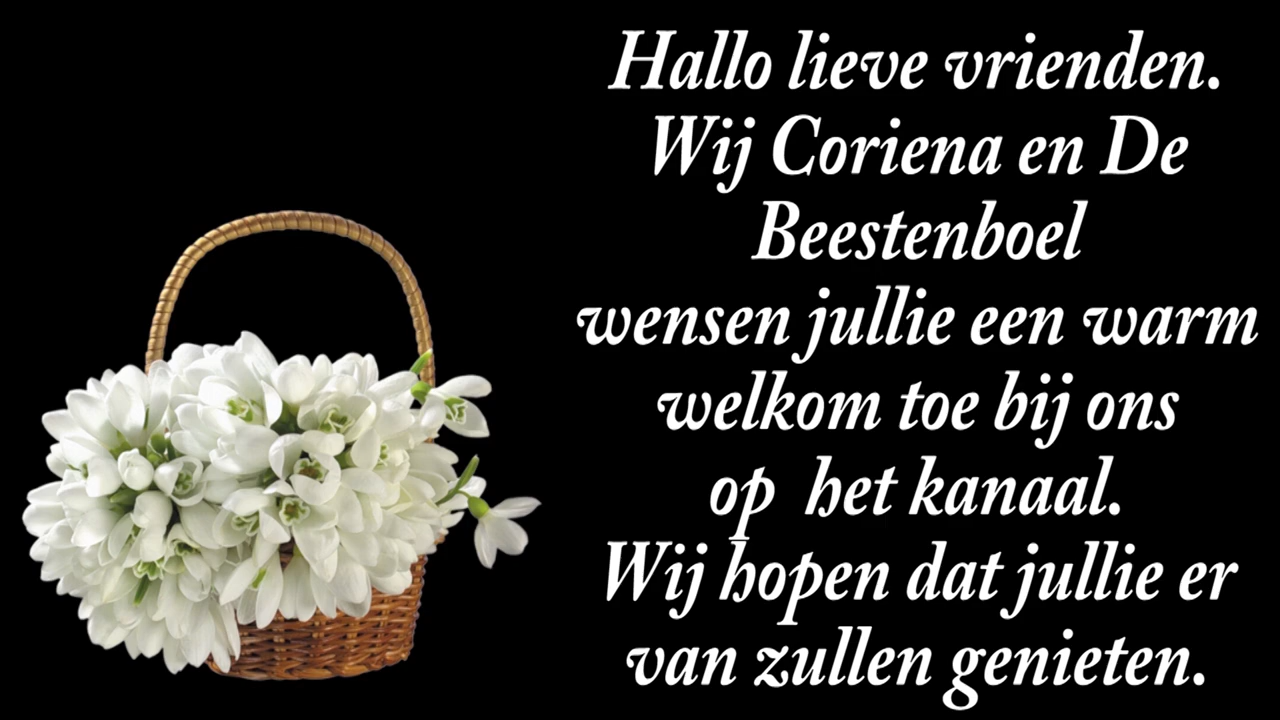 Hallo lieve vrienden.
Wij Coriena en De
Beestenboel
wensen jullie een warm
welkom toe bij ons
op het kanaal.
Wij hopen dat jullie er
van zullen genieten.